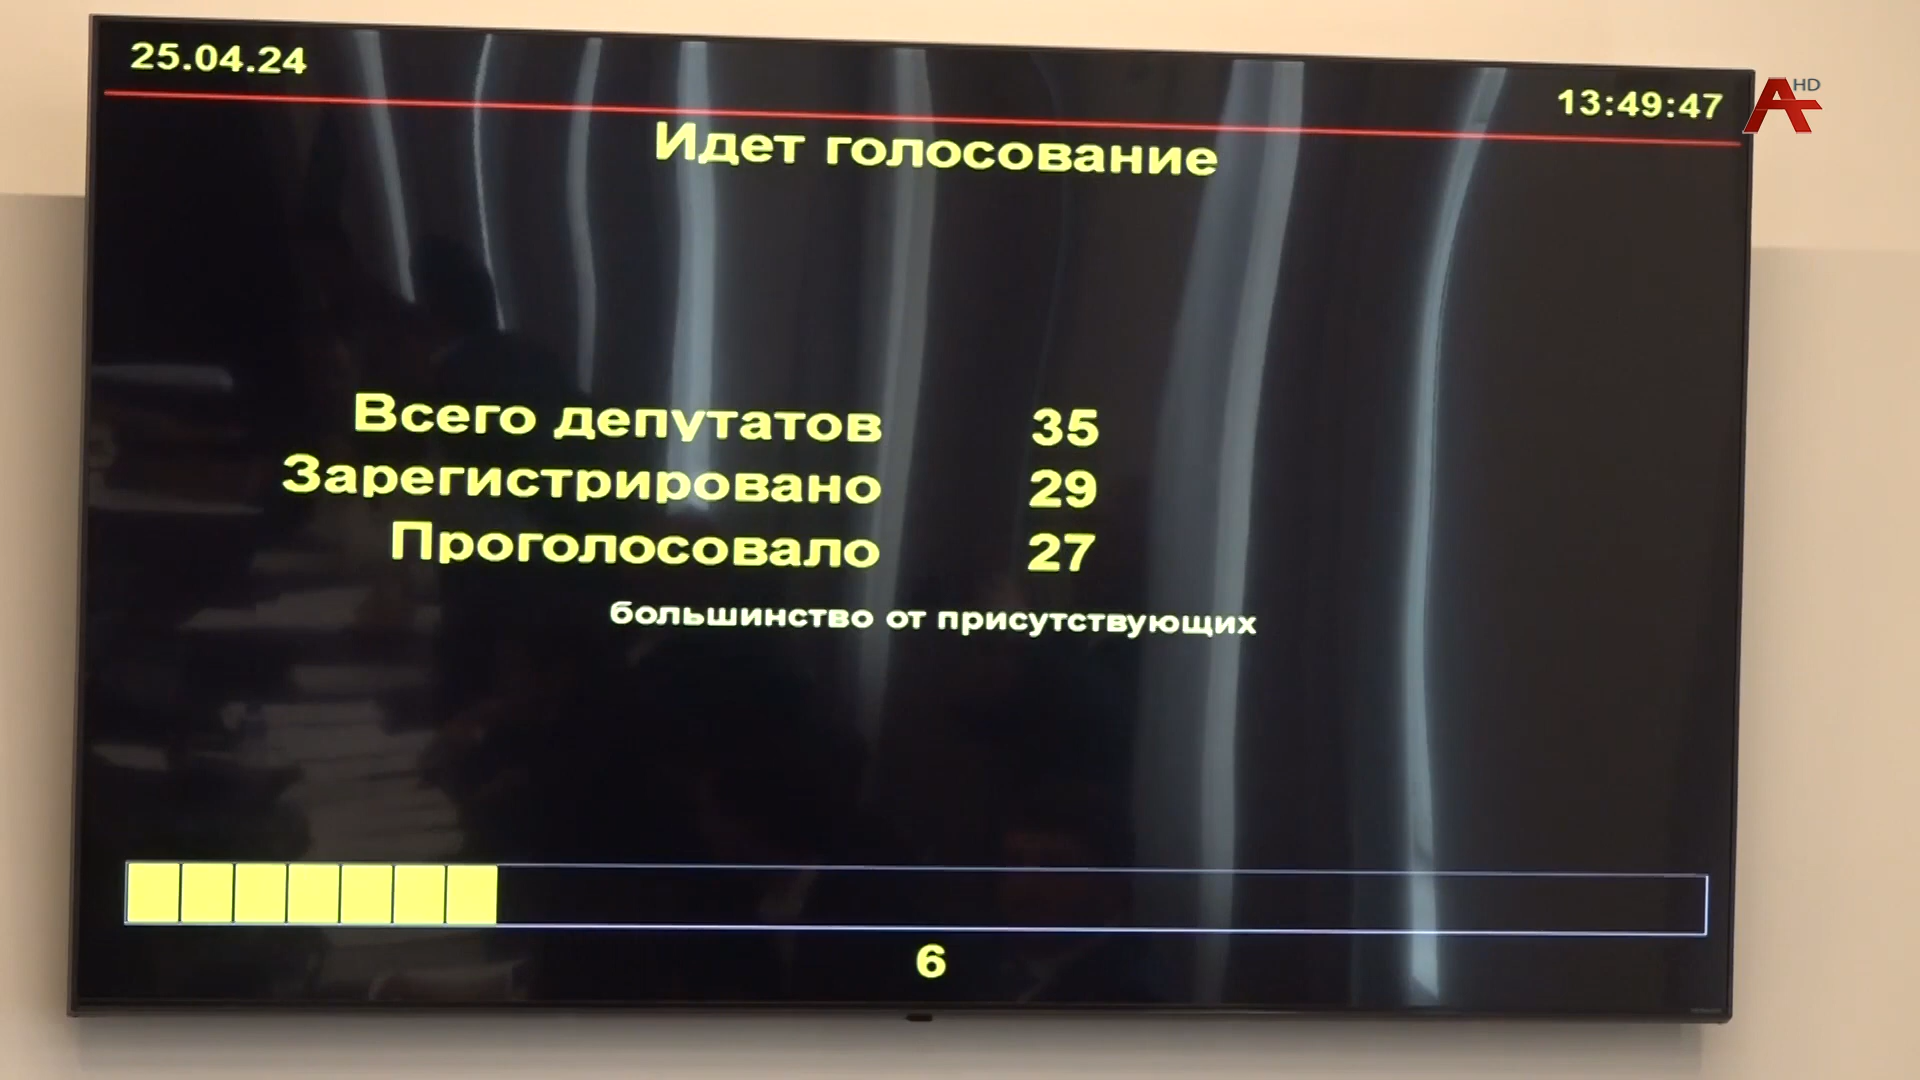 25.04.24
13:49:47
HD
Идет голосование
Всего депутатов 35
Зарегистрировано 29
Проголосовало 27
большинство от присутствующих
6